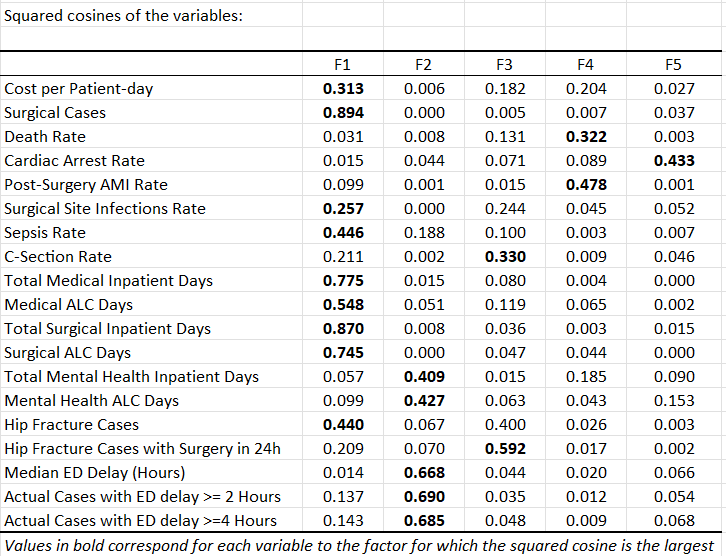 Squared cosines of the variables:
F1 F2 F3 F4 F5
Cost per Patient-day 0.313 0.006 0.182 0.204 0.027
Surgical Cases 0.894 0.000 0.005 0.007 0.037
Death Rate 0.031 0.008 0.131 0.322 0.003
Cardiac Arrest Rate 0.015 0.044 0.071 0.089 0.433
Post-Surgery AMI Rate 0.099 0.001 0.015 0.478 0.001
Surgical Site Infections Rate 0.257 0.000 0.244 0.045 0.052
Sepsis Rate 0.446 0.188 0.100 0.003 0.007
C-Section Rate 0.211 0.002 0.330 0.009 0.046
Total Medical Inpatient Days 0.775 0.015 0.080 0.004 0.000
Medical ALC Days 0.548 0.051 0.119 0.065 0.002
Total Surgical Inpatient Days 0.870 0.008 0.036 0.003 0.015
Surgical ALC Days 0.745 0.000 0.047 0.044 0.000
Total Mental Health Inpatient Days 0.057 0.409 0.015 0.185 0.090
Mental Health ALC Days 0.099 0.427 0.063 0.043 0.153
Hip Fracture Cases 0.440 0.067 0.400 0.026 0.003
Hip Fracture Cases with Surgery in 24h 0.209 0.070 0.592 0.017 0.002
Median ED Delay (Hours) 0.014 0.668 0.044 0.020 0.066
Actual Cases with ED delay >= 2 Hours 0.137 0.690 0.035 0.012 0.054
Actual Cases with ED delay >=4 Hours 0.143 0.685 0.048 0.009 0.068
Values in bold correspond for each variable to the factor for which the squared cosine is the largest